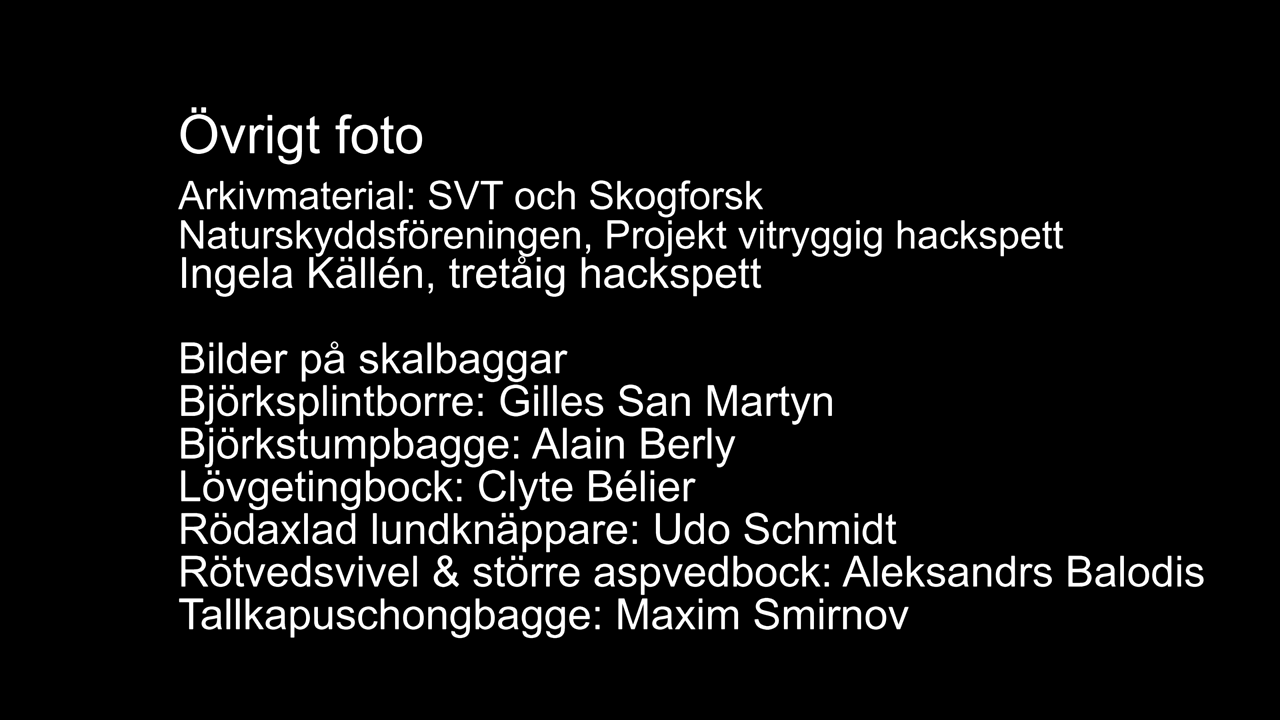 Övrigt foto
Arkivmaterial: SVT och Skogforsk
Naturskyddsföreningen, Projekt vitryggig hackspett
Ingela Källén, tretåig hackspett
Bilder på skalbaggar
Björksplintborre: Gilles San Martyn
Björkstumpbagge: Alain Berly
Lövgetingbock: Clyte Bélier
Rödaxlad lundknäppare: Udo Schmidt
Rötvedsvivel & större aspvedbock: Aleksandrs Balodis
Tallkapuschongbagge: Maxim Smirnov